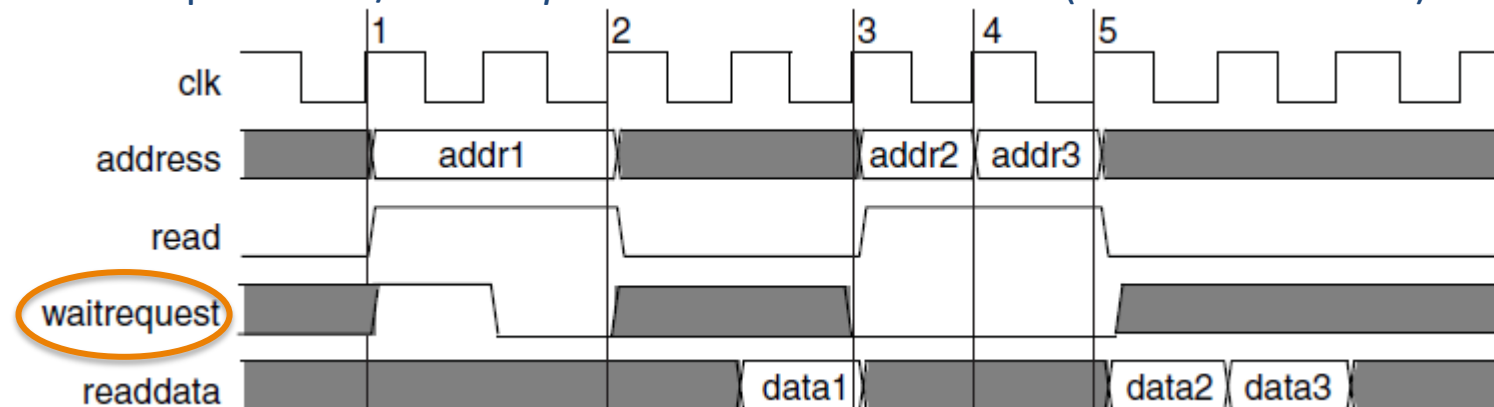 1 2 3 4 5
clk
address addr1 addr2 addr3
read
waitrequest
readdata data1 data2 data3